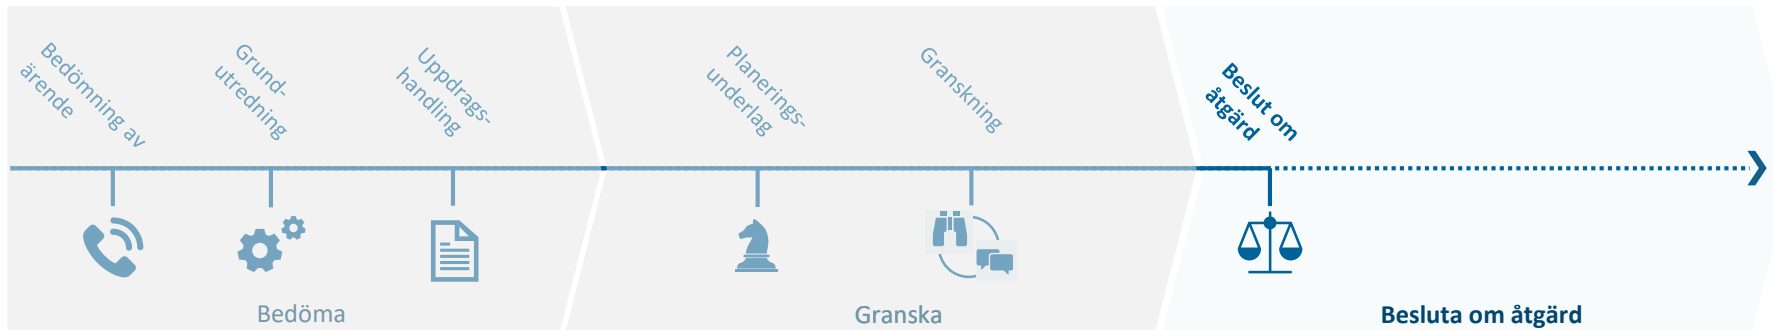 Bedömning av
ärende
Grund-
utredning
Uppdrags-
handling
Planerings-
underlag
Granskning
Beslut om
åtgärd
Bedöma
Granska
Besluta om åtgärd